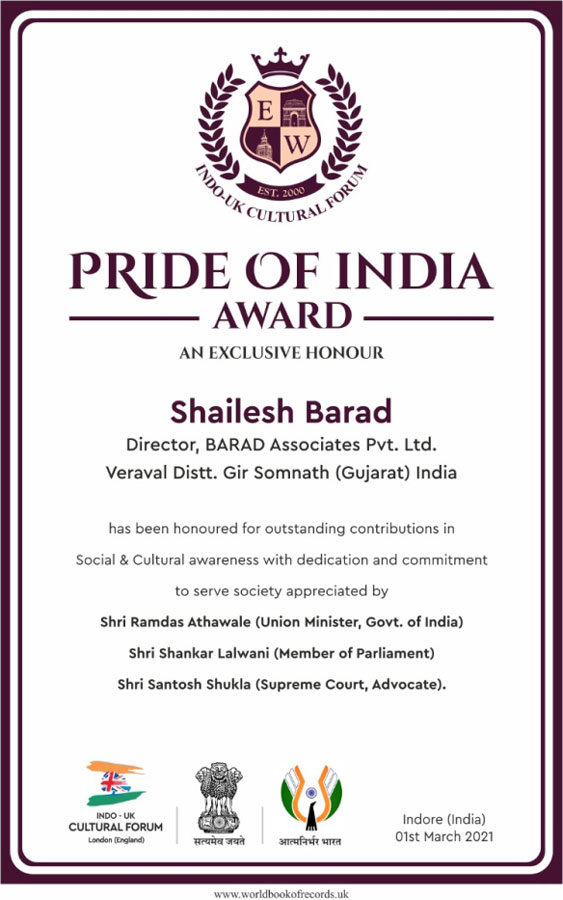 E
W
EST. 2000
INDO-UK CULTURAL FORUM
PRIDE OF INDIA
AWARD
AN EXCLUSIVE HONOUR
Shailesh Barad
Director, BARAD Associates Pvt. Ltd.
Veraval Distt. Gir Somnath (Gujarat) India
has been honoured for outstanding contributions in
Social & Cultural awareness with dedication and commitment
to serve society appreciated by
Shri Ramdas Athawale (Union Minister, Govt. of India)
Shri Shankar Lalwani (Member of Parliament)
Shri Santosh Shukla (Supreme Court, Advocate).
INDO - UK
CULTURAL FORUM
London (England)
सत्यमेव जयते
आत्मनिर्भर भारत
Indore (India)
01st March 2021
www.worldbookofrecords.uk